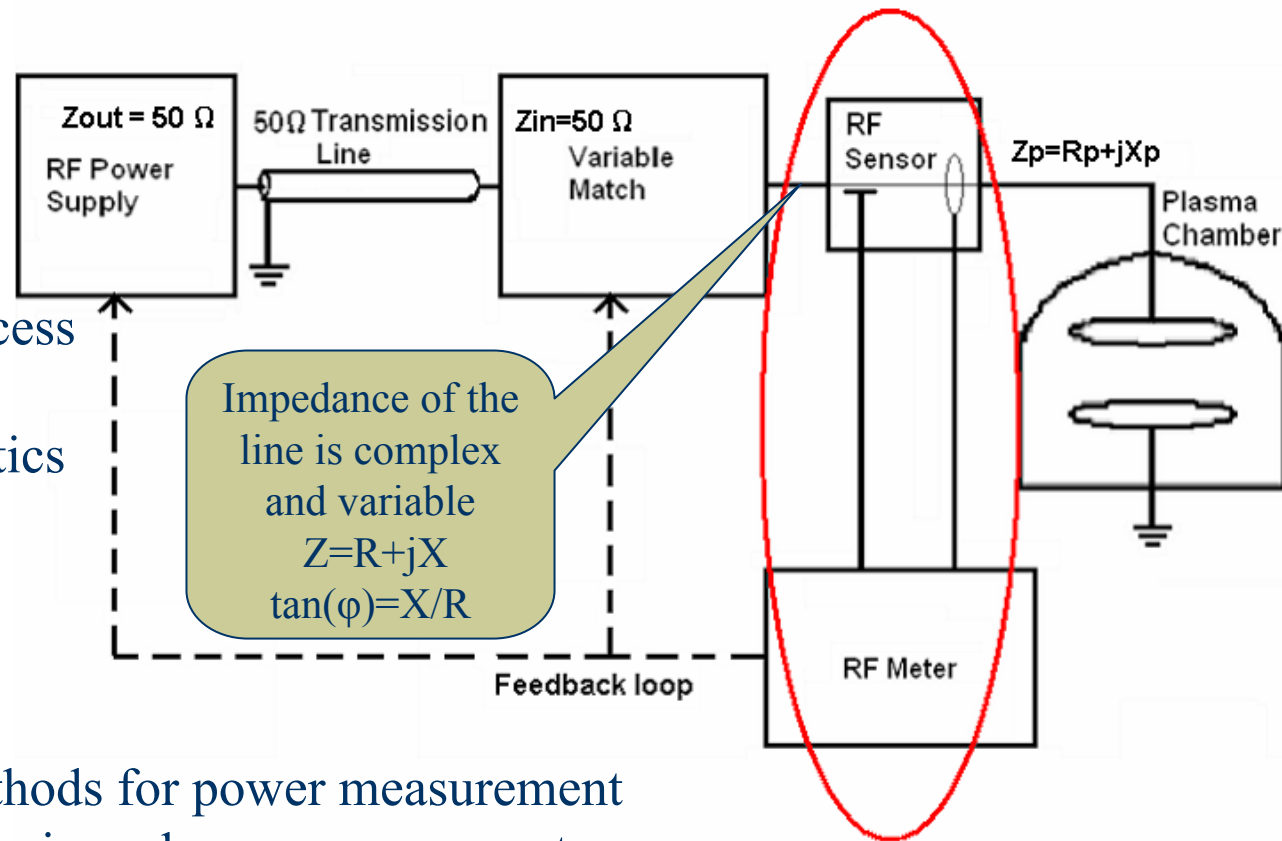 Zout = 50 Ω
RF Power
Supply
50Ω Transmission
Line
Zin=50 Ω
Variable
Match
RF
Sensor
Zp=Rp+jXp
Plasma
Chamber
cess
tics
Impedance of the
line is complex
and variable
Z=R+jX
tan(φ)=X/R
Feedback loop
RF Meter
thods for power measurement